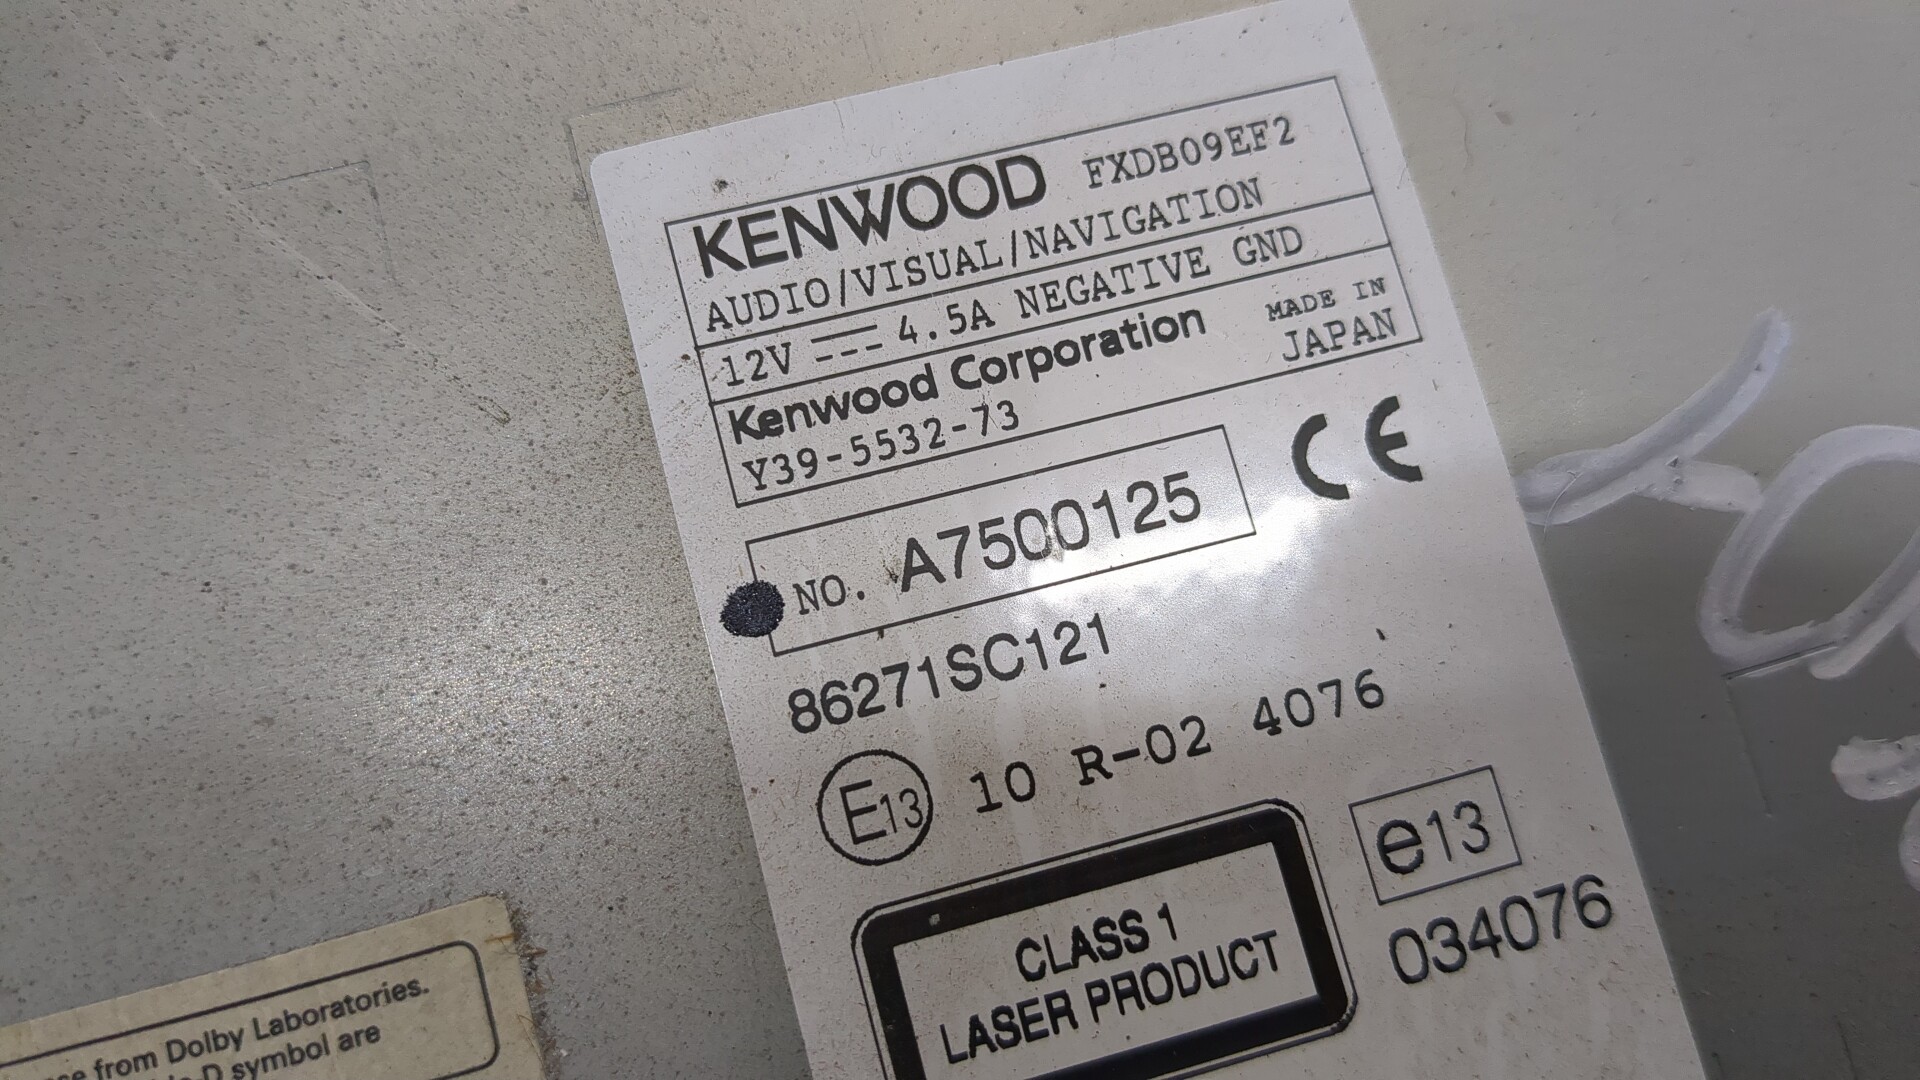 KENWOOD FXDB09EF2
AUDIO/VISUAL/NAVIGATION
12V 4.5A NEGATIVE GND
Kenwood Corporation MADE IN
Y39-5532-73 JAPAN
NO. A7500125 CE
86271SC121
E13 10 R-02 4076
e13
034076
CLASS 1
LASER PRODUCT
from Dolby Laboratories.
D symbol are